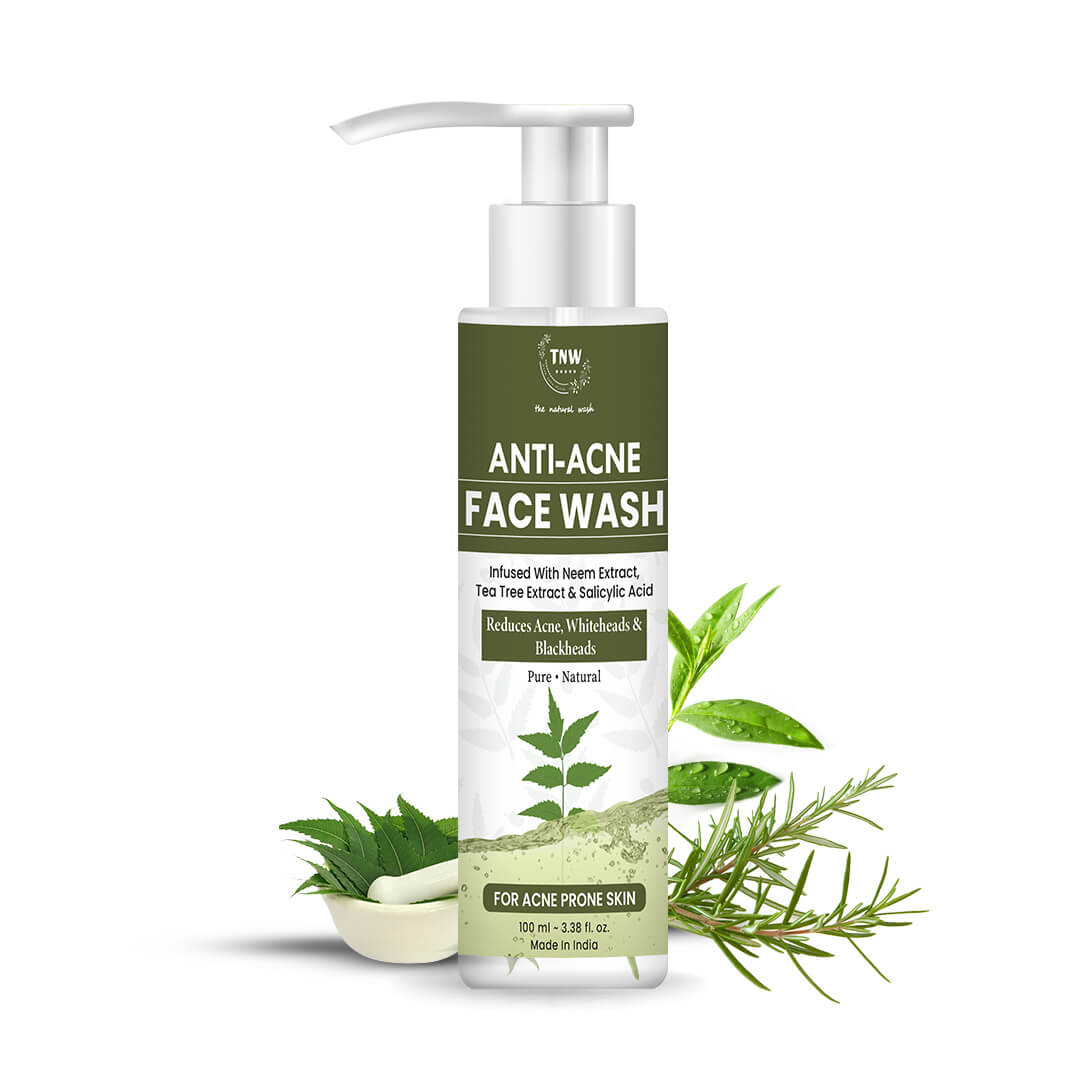 TNW
the natural wash
ANTI-ACNE
FACE WASH
Infused With Neem Extract,
Tea Tree Extract & Salicylic Acid
Reduces Acne, Whiteheads &
Blackheads
Pure • Natural
FOR ACNE PRONE SKIN
100 ml ~ 3.38 fl. oz.
Made In India